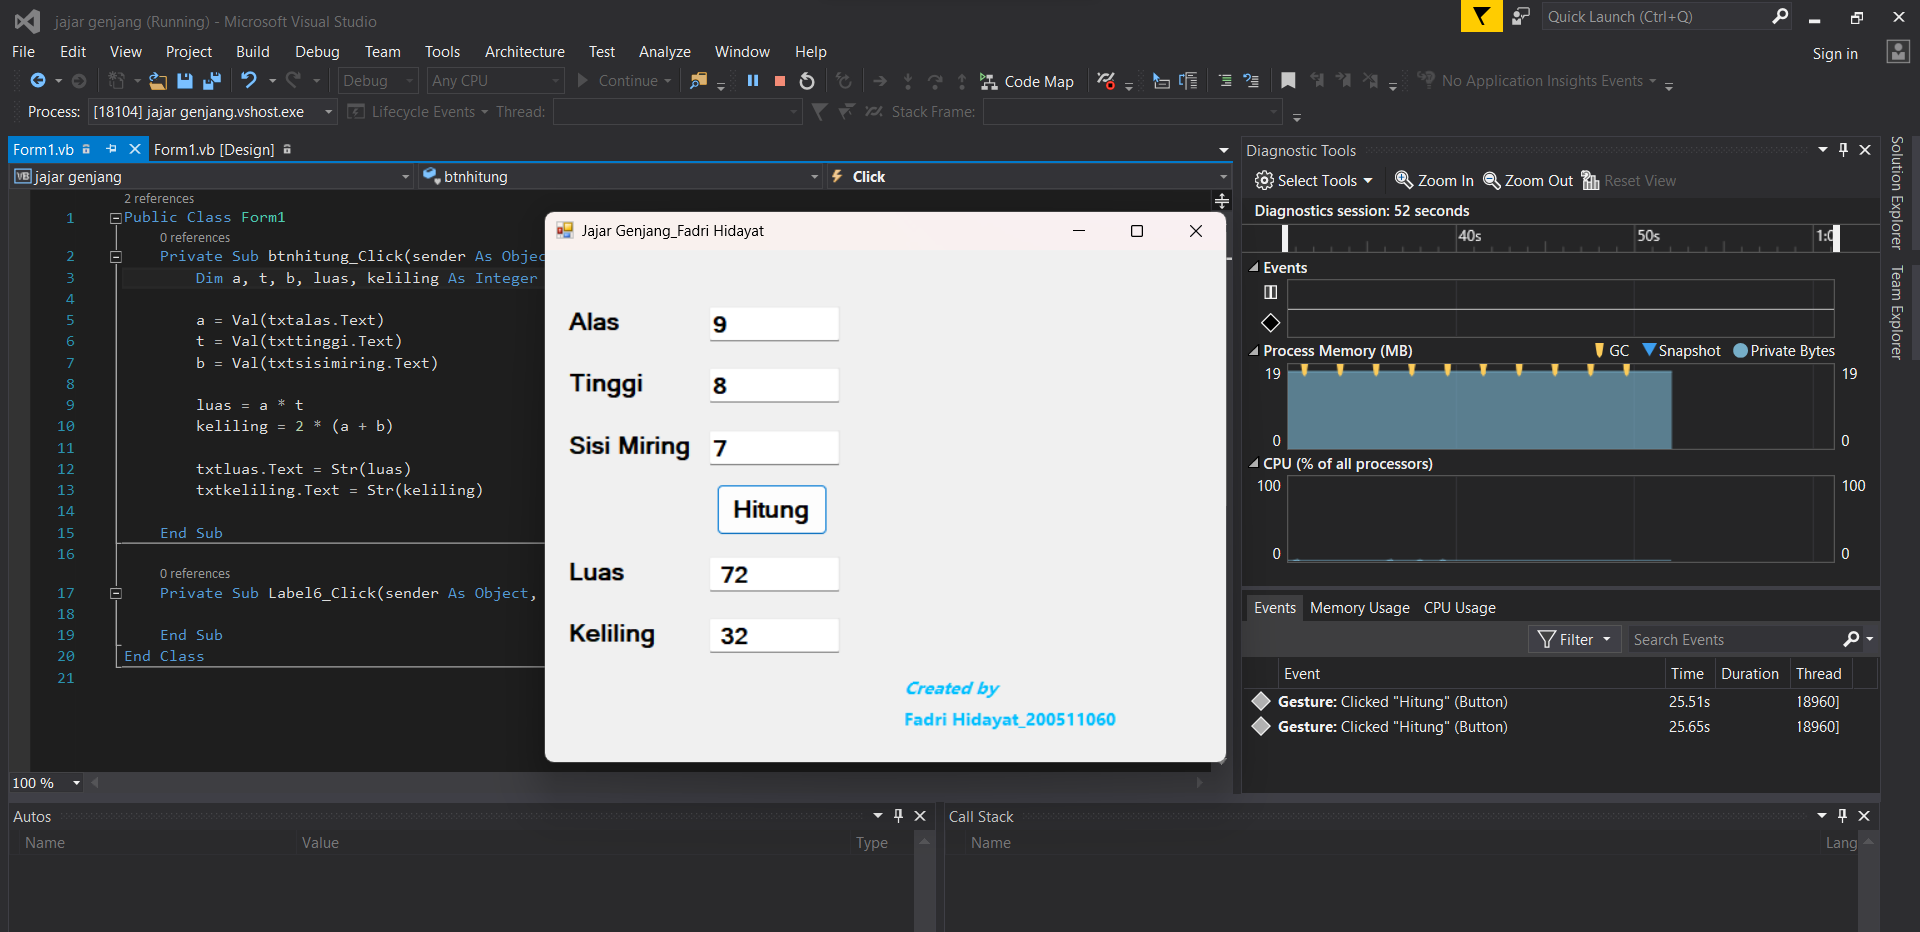 jajar genjang (Running) - Microsoft Visual Studio
Quick Launch (Ctrl+Q)
File Edit View Project Build Debug Team Tools Architecture Test Analyze Window Help
Sign in
Debug Any CPU Continue Code Map No Application Insights Events
Process: [18104] jajar genjang.vshost.exe Lifecycle Events Thread: Stack Frame:
Form1.vb Form1.vb [Design]
VB jajar genjang btnhitung Click
2 references
1 Public Class Form1
0 references
2 Private Sub btnhitung_Click(sender As Objec
3 Dim a, t, b, luas, keliling As Integer
4
5 a = Val(txtalas.Text)
6 t = Val(txttinggi.Text)
7 b = Val(txtsisimiring.Text)
8
9 luas = a * t
10 keliling = 2 * (a + b)
11
12 txtluas.Text = Str(luas)
13 txtkeliling.Text = Str(keliling)
14
15 End Sub
16
0 references
17 Private Sub Label6_Click(sender As Object,
18
19 End Sub
20 End Class
21
100 %
Jajar Genjang_Fadri Hidayat
Alas 9
Tinggi 8
Sisi Miring 7
Hitung
Luas 72
Keliling 32
Created by
Fadri Hidayat_200511060
Diagnostic Tools
Select Tools Zoom In Zoom Out Reset View
Diagnostics session: 52 seconds
40s 50s 1:0
Events
Process Memory (MB) GC Snapshot Private Bytes
19 19
0 0
CPU (% of all processors)
100 100
0 0
Events Memory Usage CPU Usage
Filter Search Events
Event Time Duration Thread
Gesture: Clicked "Hitung" (Button) 25.51s 18960]
Gesture: Clicked "Hitung" (Button) 25.65s 18960]
Solution Explorer
Team Explorer
Autos
Name Value Type
Call Stack
Name Lang